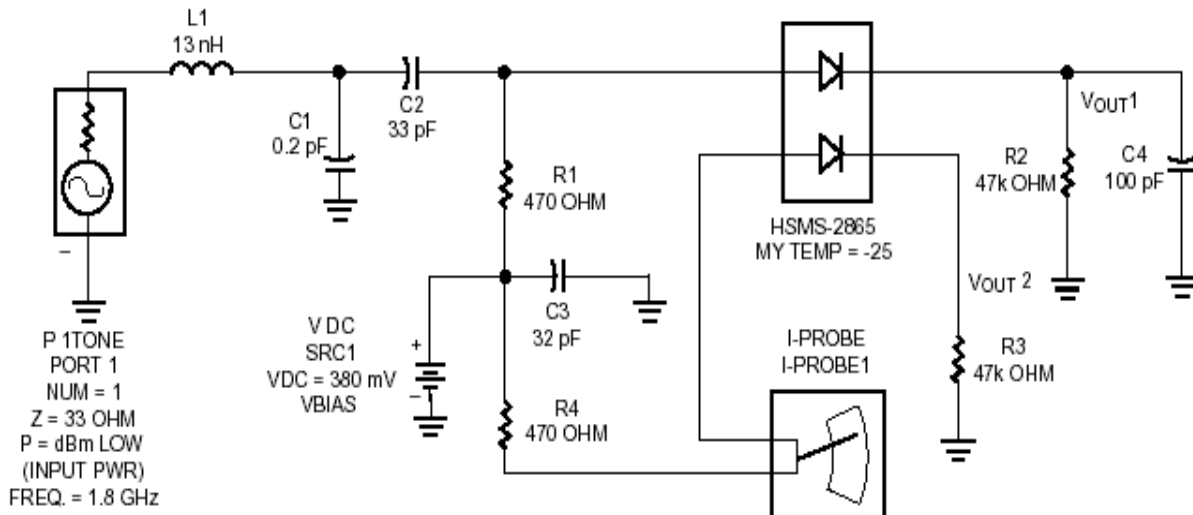 L1
13 nH
C1
0.2 pF
C2
33 pF
R1
470 OHM
HSMS-2865
MY TEMP = -25
VOUT1
R2
47k OHM
C4
100 pF
VOUT 2
C3
32 pF
V DC
SRC1
VDC = 380 mV
VBIAS
+
–
R4
470 OHM
I-PROBE
I-PROBE1
R3
47k OHM
–
P 1TONE
PORT 1
NUM = 1
Z = 33 OHM
P = dBm LOW
(INPUT PWR)
FREQ. = 1.8 GHz